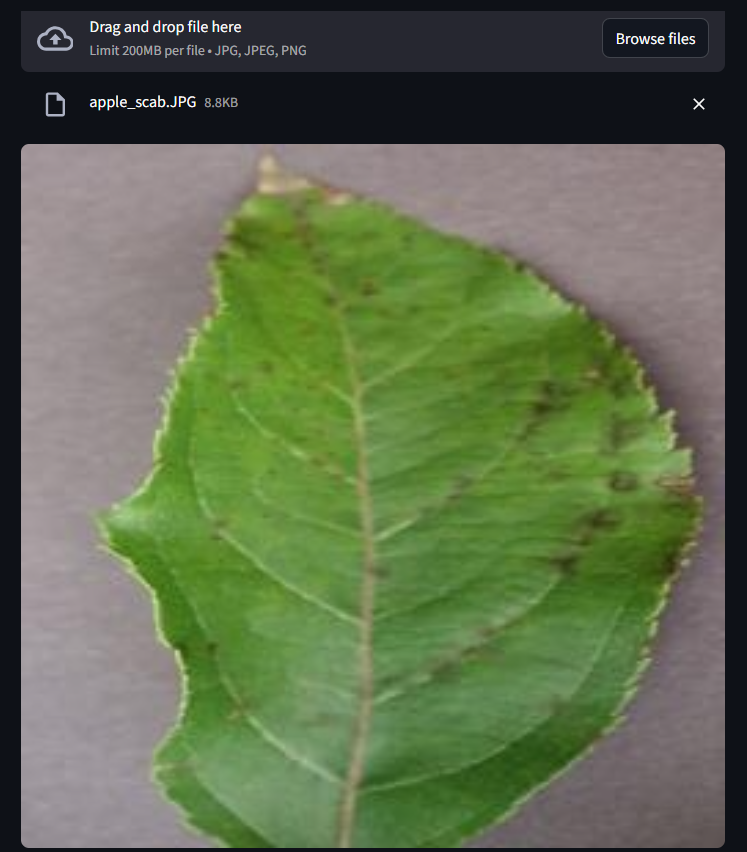 Drag and drop file here
Limit 200MB per file • JPG, JPEG, PNG
Browse files
apple_scab.JPG 8.8KB